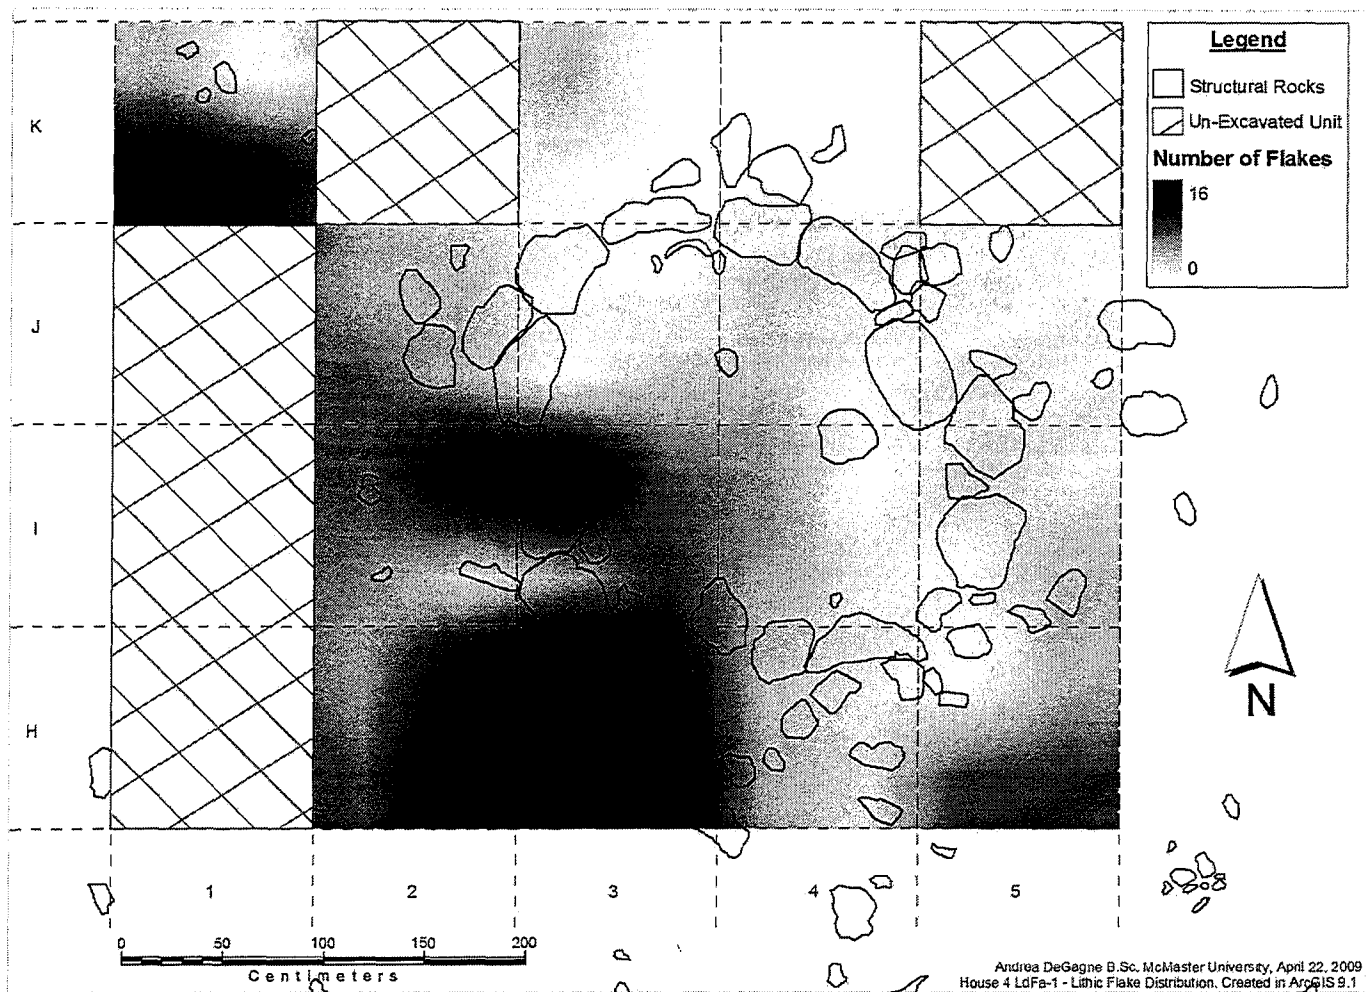 Legend
Structural Rocks
Un-Excavated Unit
Number of Flakes
16
0
K
J
I
H
1 2 3 4 5
N
0 50 100 150 200
Centimeters
Andrea DeGagne B.Sc. McMaster University, April 22, 2009
House 4 LdFa-1 - Lithic Flake Distribution. Created in ArcGIS 9.1